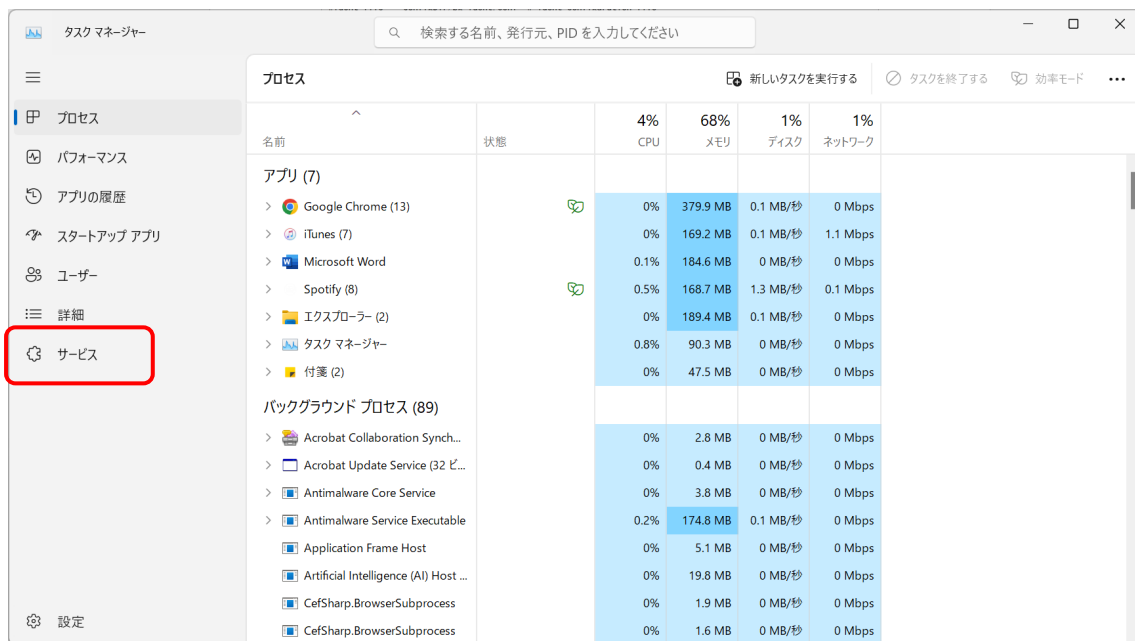 タスク マネージャー
検索する名前、発行元、PID を入力してください
プロセス
新しいタスクを実行する
タスクを終了する
効率モード
プロセス
パフォーマンス
アプリの履歴
スタートアップ アプリ
ユーザー
詳細
サービス
設定
4% 68% 1% 1%
名前 状態 CPU メモリ ディスク ネットワーク
アプリ (7)
Google Chrome (13) 0% 379.9 MB 0.1 MB/秒 0 Mbps
iTunes (7) 0% 169.2 MB 0.1 MB/秒 1.1 Mbps
Microsoft Word 0.1% 184.6 MB 0 MB/秒 0 Mbps
Spotify (8) 0.5% 168.7 MB 1.3 MB/秒 0.1 Mbps
エクスプローラー (2) 0% 189.4 MB 0.1 MB/秒 0 Mbps
タスク マネージャー 0.8% 90.3 MB 0 MB/秒 0 Mbps
付箋 (2) 0% 47.5 MB 0 MB/秒 0 Mbps
バックグラウンド プロセス (89)
Acrobat Collaboration Synch... 0% 2.8 MB 0 MB/秒 0 Mbps
Acrobat Update Service (32 ビ... 0% 0.4 MB 0 MB/秒 0 Mbps
Antimalware Core Service 0% 3.8 MB 0 MB/秒 0 Mbps
Antimalware Service Executable 0.2% 174.8 MB 0.1 MB/秒 0 Mbps
Application Frame Host 0% 5.1 MB 0 MB/秒 0 Mbps
Artificial Intelligence (AI) Host ... 0% 19.8 MB 0 MB/秒 0 Mbps
CefSharp.BrowserSubprocess 0% 1.9 MB 0 MB/秒 0 Mbps
CefSharp.BrowserSubprocess 0% 1.6 MB 0 MB/秒 0 Mbps